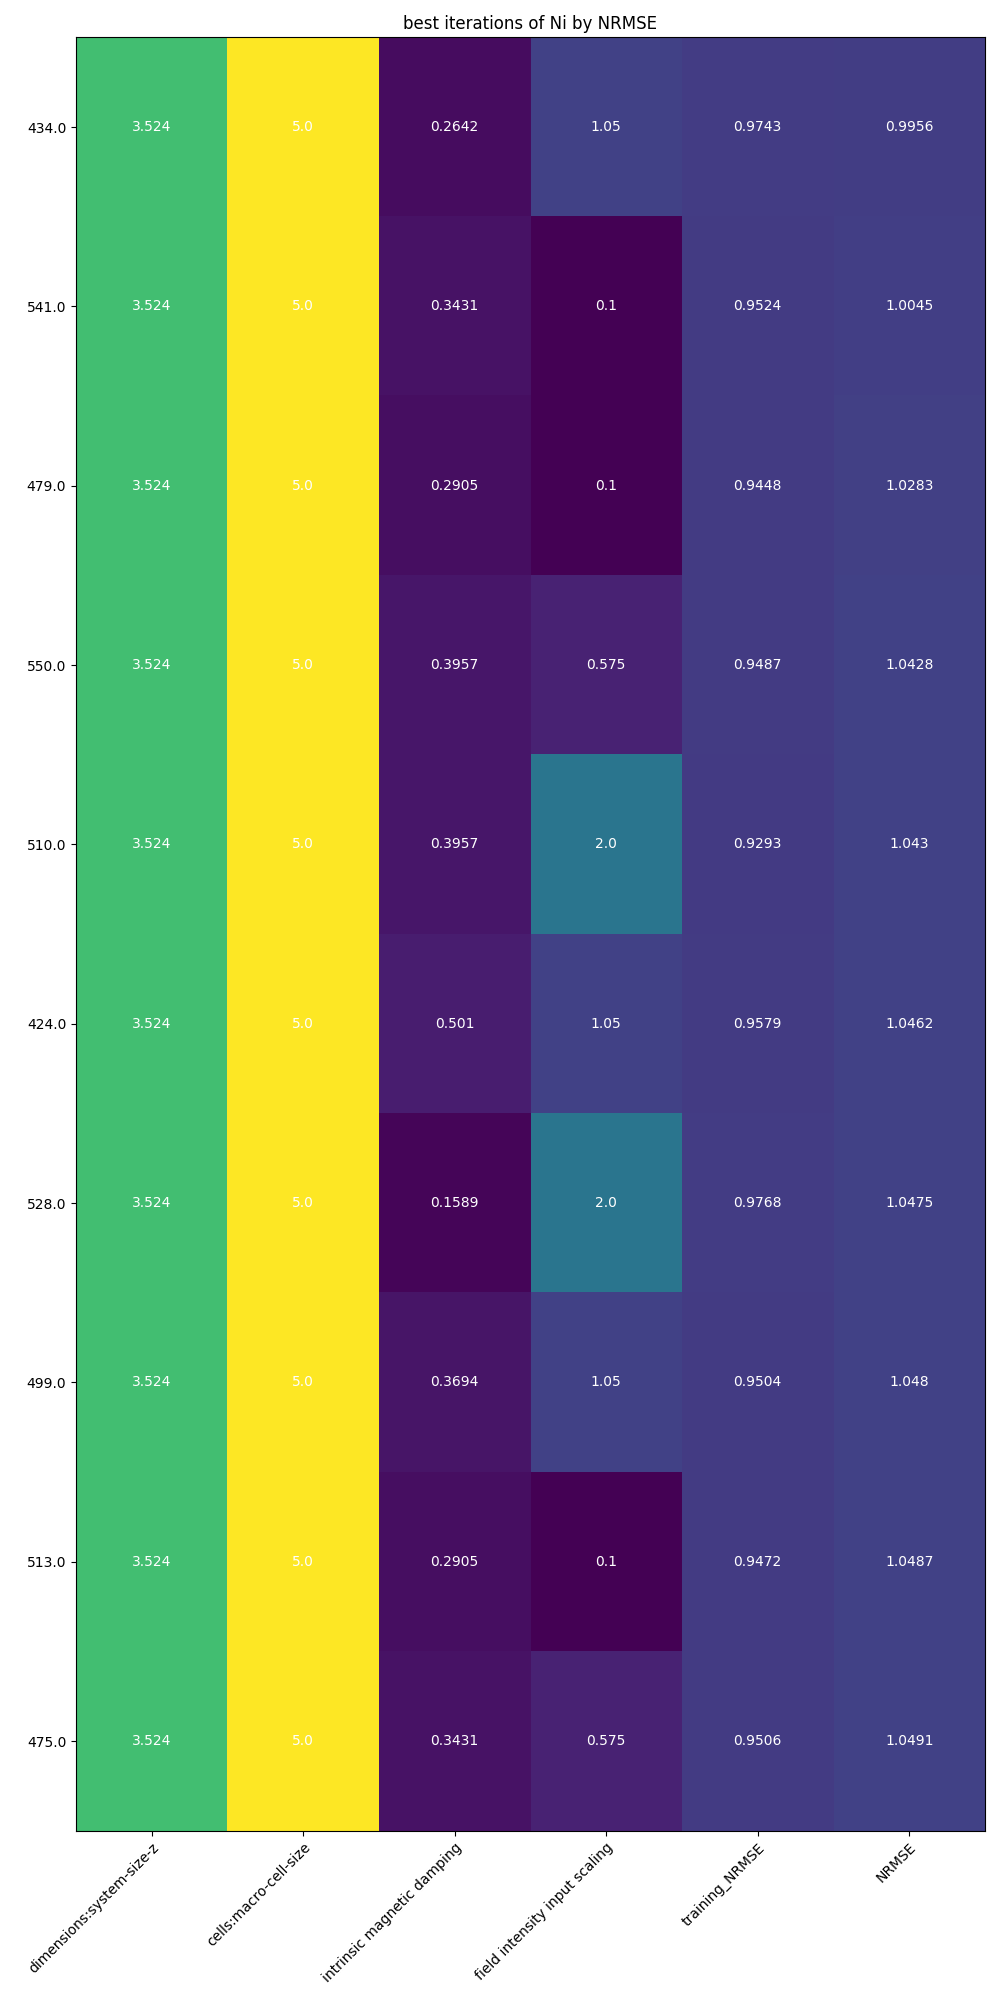 best iterations of Ni by NRMSE
434.0 3.524 5.0 0.2642 1.05 0.9743 0.9956
541.0 3.524 5.0 0.3431 0.1 0.9524 1.0045
479.0 3.524 5.0 0.2905 0.1 0.9448 1.0283
550.0 3.524 5.0 0.3957 0.575 0.9487 1.0428
510.0 3.524 5.0 0.3957 2.0 0.9293 1.043
424.0 3.524 5.0 0.501 1.05 0.9579 1.0462
528.0 3.524 5.0 0.1589 2.0 0.9768 1.0475
499.0 3.524 5.0 0.3694 1.05 0.9504 1.048
513.0 3.524 5.0 0.2905 0.1 0.9472 1.0487
475.0 3.524 5.0 0.3431 0.575 0.9506 1.0491
dimensions:system-size-z
cells:macro-cell-size
intrinsic magnetic damping
field intensity input scaling
training_NRMSE
NRMSE